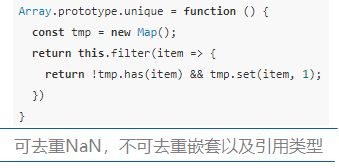 Array.prototype.unique = function () {
  const tmp = new Map();
  return this.filter(item => {
    return !tmp.has(item) && tmp.set(item, 1);
  })
}
可去重NaN，不可去重嵌套以及引用类型